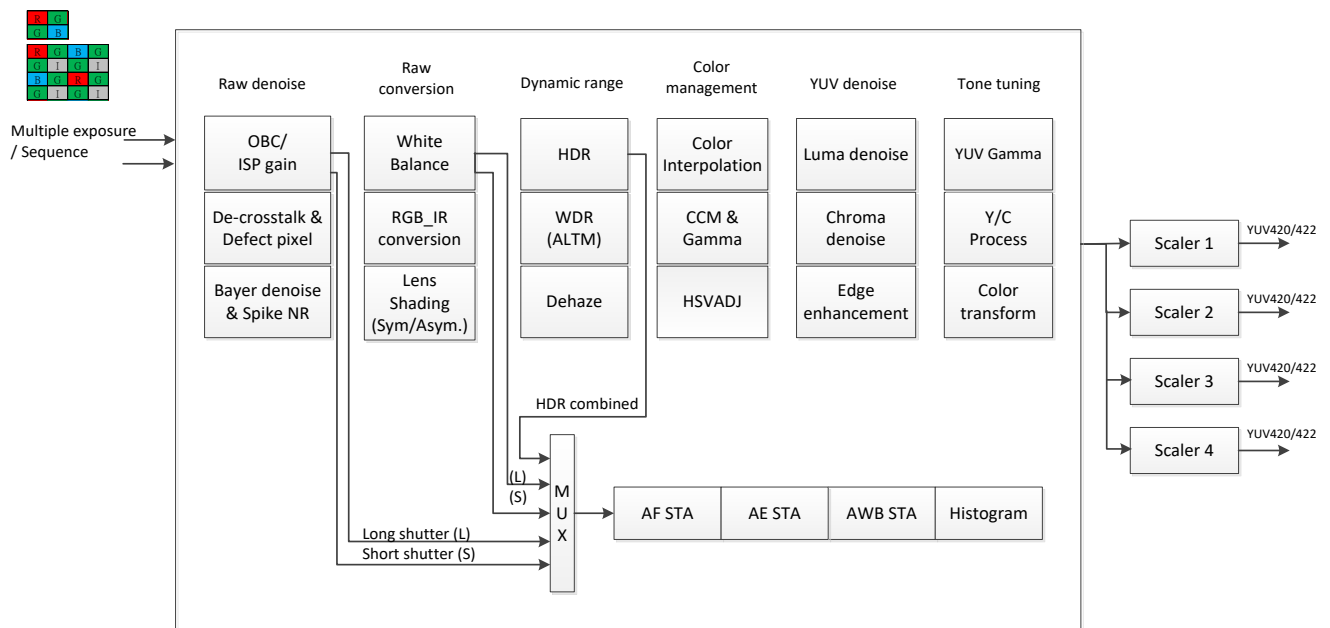 R G
G B
R G B G
G I G I
B G R G
G I G I
Multiple exposure
/ Sequence
Raw denoise
Raw
conversion
Dynamic range
Color
management
YUV denoise
Tone tuning
OBC/
ISP gain
White
Balance
HDR
Color
Interpolation
Luma denoise
YUV Gamma
De-crosstalk &
Defect pixel
RGB_IR
conversion
WDR
(ALTM)
CCM &
Gamma
Chroma
denoise
Y/C
Process
Bayer denoise
& Spike NR
Lens
Shading
(Sym/Asym.)
Dehaze
HSVADJ
Edge
enhancement
Color
transform
HDR combined
(L)
(S)
Long shutter (L)
Short shutter (S)
M
U
X
AF STA
AE STA
AWB STA
Histogram
Scaler 1
YUV420/422
Scaler 2
YUV420/422
Scaler 3
YUV420/422
Scaler 4
YUV420/422